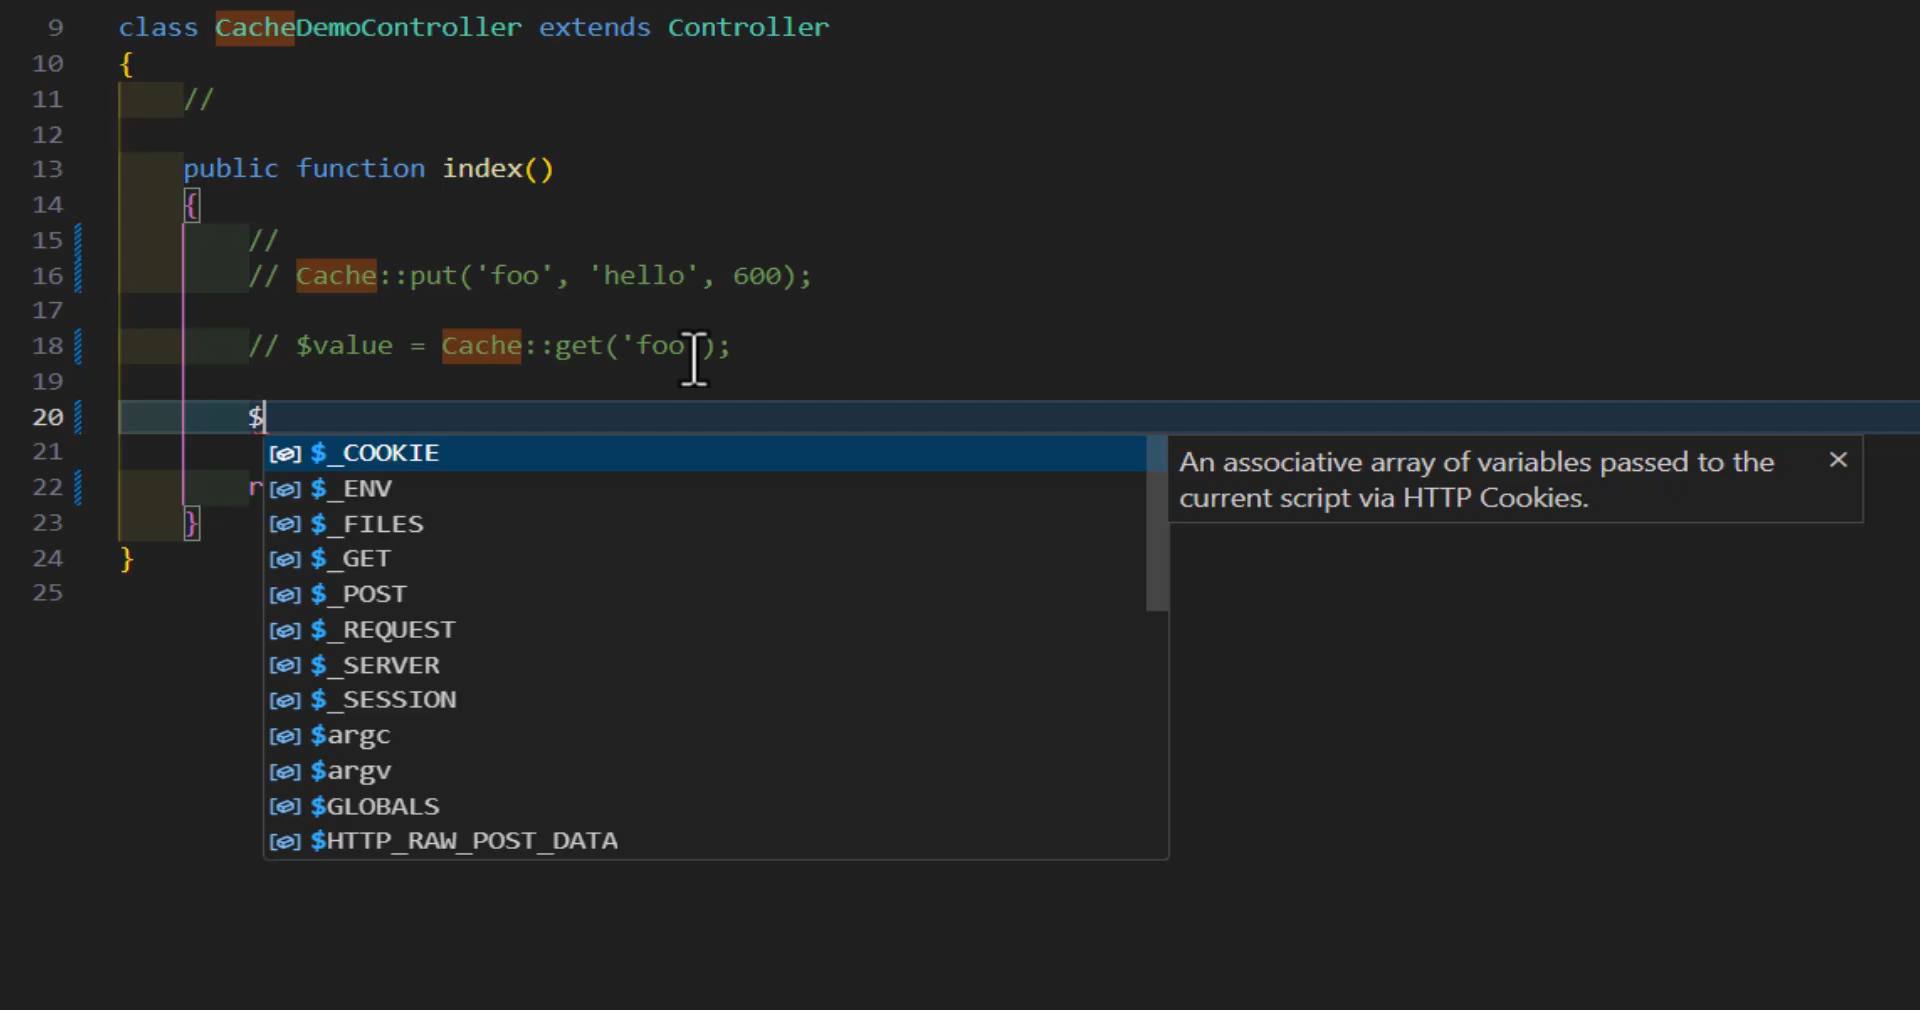 9 class CacheDemoController extends Controller
10 {
11 //
12
13 public function index()
14 {
15 //
16 // Cache::put('foo', 'hello', 600);
17
18 // $value = Cache::get('foo');
19
20 $
21 $_COOKIE An associative array of variables passed to the
current script via HTTP Cookies.
$_ENV
22 r
23 }
$_FILES
24 }
$_GET
25
$_POST
$_REQUEST
$_SERVER
$_SESSION
$argc
$argv
$GLOBALS
$HTTP_RAW_POST_DATA